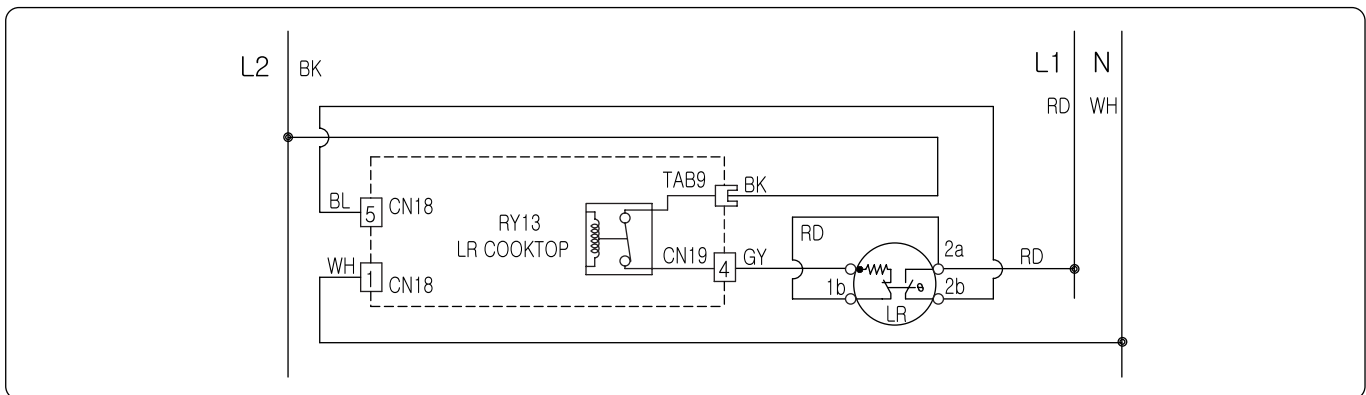 L2 BK
L1 N
RD WH
TAB9 BK
BL 5 CN18
RY13
LR COOKTOP
RD
2a
CN19 4 GY
RD
WH 1 CN18
1b θ 2b
LR